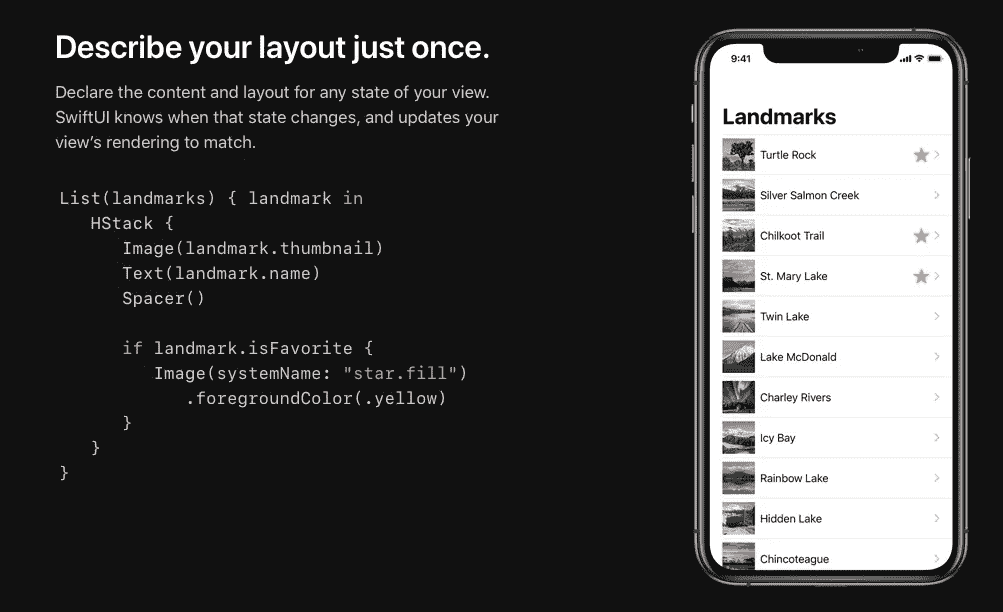 Describe your layout just once.
Declare the content and layout for any state of your view.
SwiftUI knows when that state changes, and updates your
view’s rendering to match.
List(landmarks) { landmark in
HStack {
Image(landmark.thumbnail)
Text(landmark.name)
Spacer()
if landmark.isFavorite {
Image(systemName: "star.fill")
.foregroundColor(.yellow)
}
}
}
9:41
Landmarks
Turtle Rock
Silver Salmon Creek
Chilkoot Trail
St. Mary Lake
Twin Lake
Lake McDonald
Charley Rivers
Icy Bay
Rainbow Lake
Hidden Lake
Chincoteague